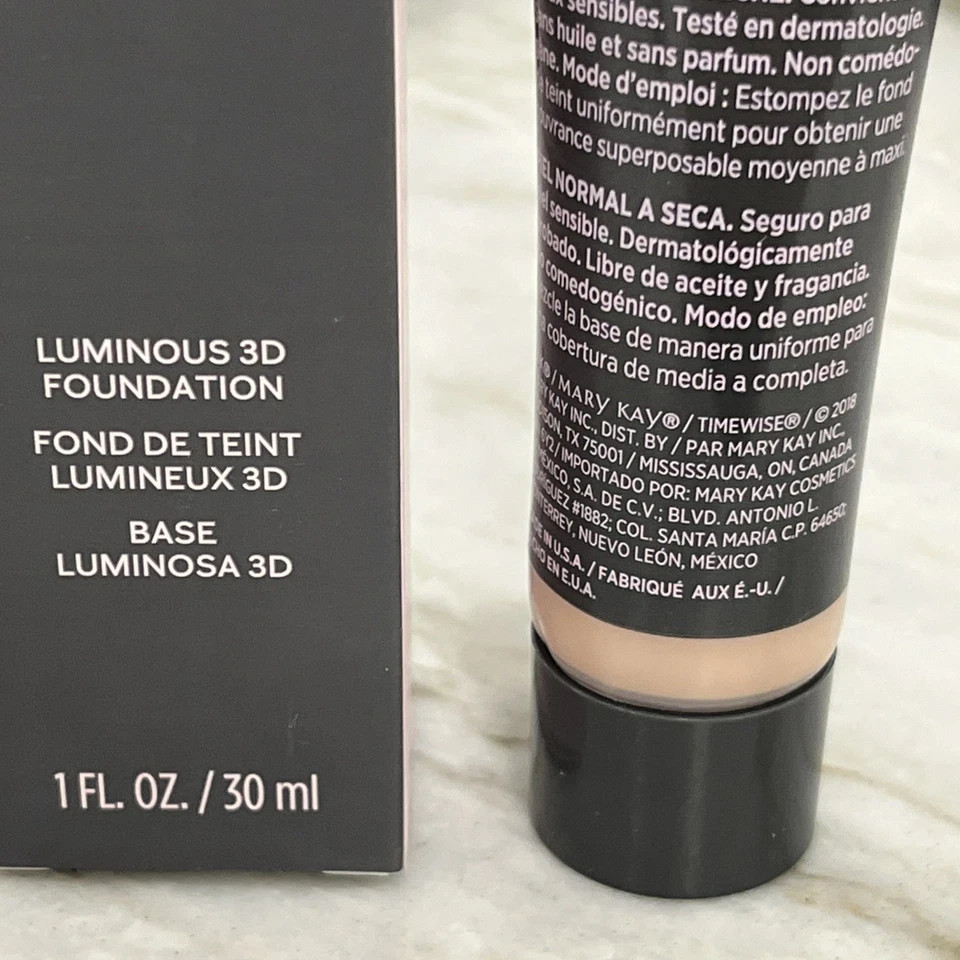 LUMINOUS 3D
FOUNDATION
FOND DE TEINT
LUMINEUX 3D
BASE
LUMINOSA 3D
1 FL. OZ. / 30 ml
sensibles. Testé en dermatologie.
huile et sans parfum. Non comédo-
Mode d'emploi : Estompez le fond
teint uniformément pour obtenir une
superposable moyenne à maxi.
NORMAL A SECA. Seguro para
sensible. Dermatológicamente
Libre de aceite y fragancia.
comedogénico. Modo de empleo:
la base de manera uniforme para
cobertura de media a completa.
/ MARY KAY® / TIMEWISE® / © 2018
KAY INC., DIST. BY / PAR MARY KAY INC.,
TX 75001 / MISSISSAUGA, ON, CANADA
/ IMPORTADO POR: MARY KAY COSMETICS
MÉXICO, S.A. DE C.V.; BLVD. ANTONIO L.
#1882; COL. SANTA MARÍA C.P. 64650;
NUEVO LEÓN, MÉXICO
IN U.S.A. / FABRIQUÉ AUX É.-U. /
EN E.U.A.